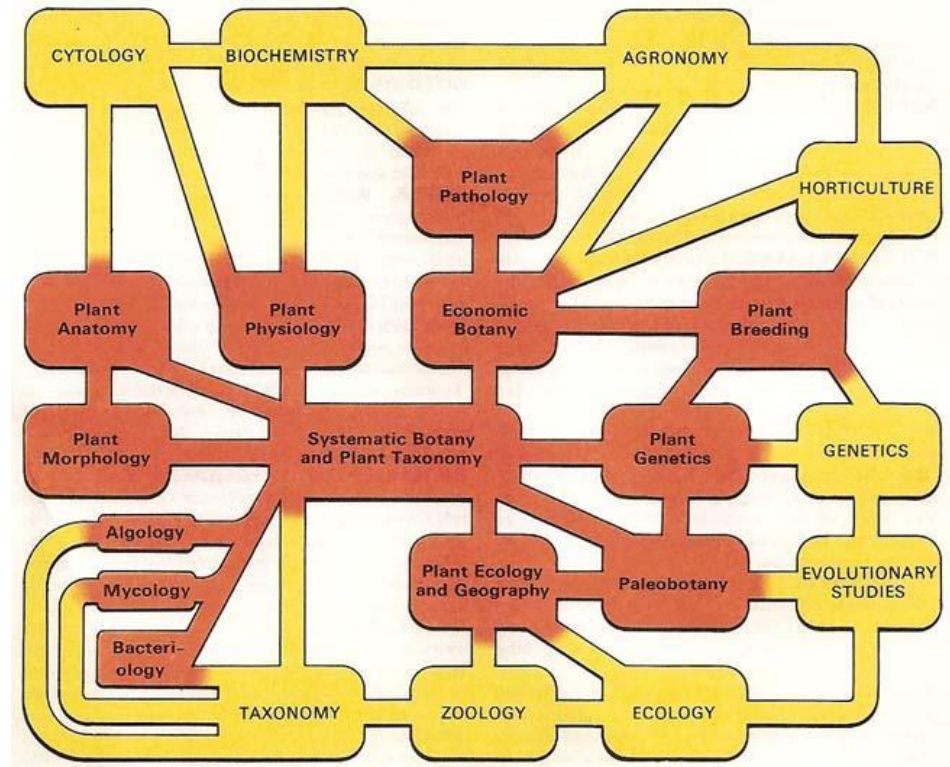 CYTOLOGY
BIOCHEMISTRY
AGRONOMY
Plant
Pathology
HORTICULTURE
Plant
Anatomy
Plant
Physiology
Economic
Botany
Plant
Breeding
Plant
Morphology
Systematic Botany
and Plant Taxonomy
Plant
Genetics
GENETICS
Algology
Mycology
Bacteri-
ology
Plant Ecology
and Geography
Paleobotany
EVOLUTIONARY
STUDIES
TAXONOMY
ZOOLOGY
ECOLOGY